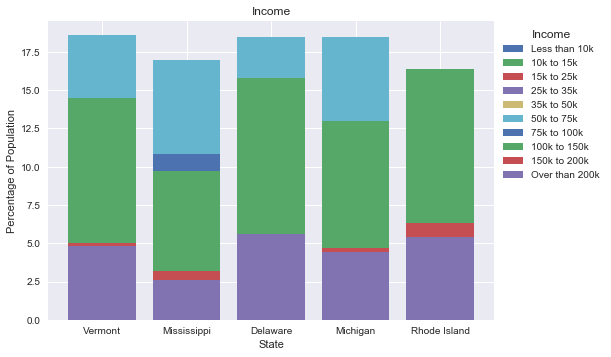 Income
17.5
15.0
12.5
10.0
7.5
5.0
2.5
0.0
Percentage of Population
Vermont
Mississippi
Delaware
Michigan
Rhode Island
State
Income
Less than 10k
10k to 15k
15k to 25k
25k to 35k
35k to 50k
50k to 75k
75k to 100k
100k to 150k
150k to 200k
Over than 200k